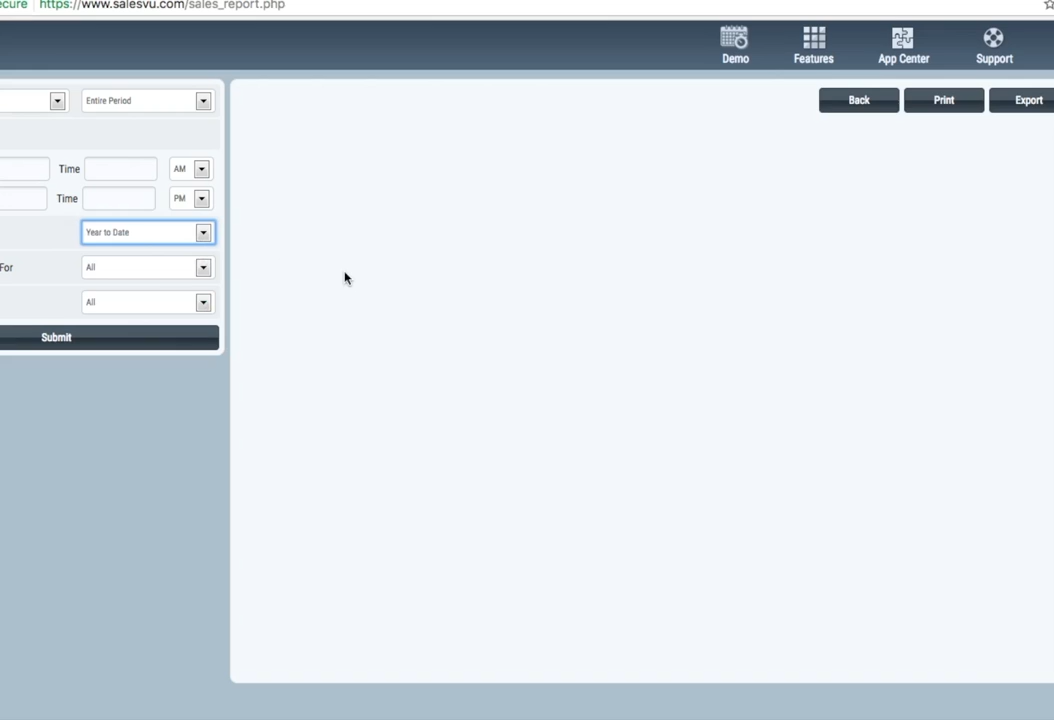 ecure https://www.salesvu.com/sales_report.php
Demo Features App Center Support
Entire Period
Back Print Export
Time AM
Time PM
Year to Date
For All
All
Submit